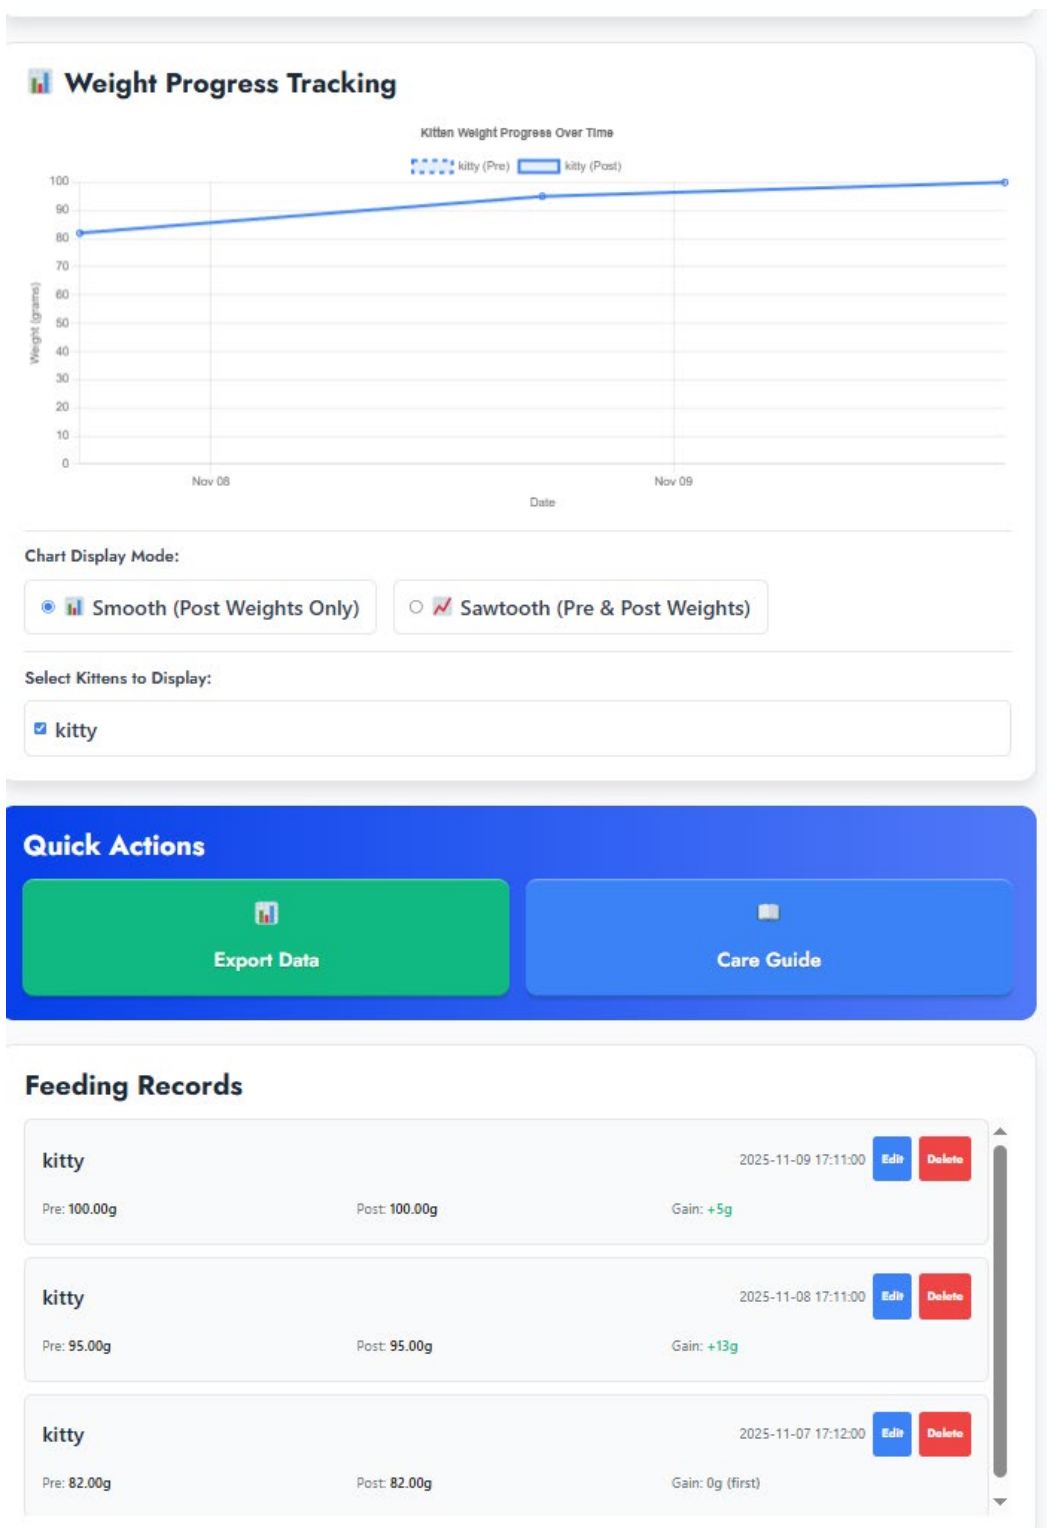 Weight Progress Tracking
Kitten Weight Progress Over Time
kitty (Pre) kitty (Post)
100
90
80
70
60
50
40
30
20
10
0
Weight (grams)
Nov 08 Nov 09
Date
Chart Display Mode:
Smooth (Post Weights Only) Sawtooth (Pre & Post Weights)
Select Kittens to Display:
kitty
Quick Actions
Export Data Care Guide
Feeding Records
kitty 2025-11-09 17:11:00 Edit Delete
Pre: 100.00g Post: 100.00g Gain: +5g
kitty 2025-11-08 17:11:00 Edit Delete
Pre: 95.00g Post: 95.00g Gain: +13g
kitty 2025-11-07 17:12:00 Edit Delete
Pre: 82.00g Post: 82.00g Gain: 0g (first)